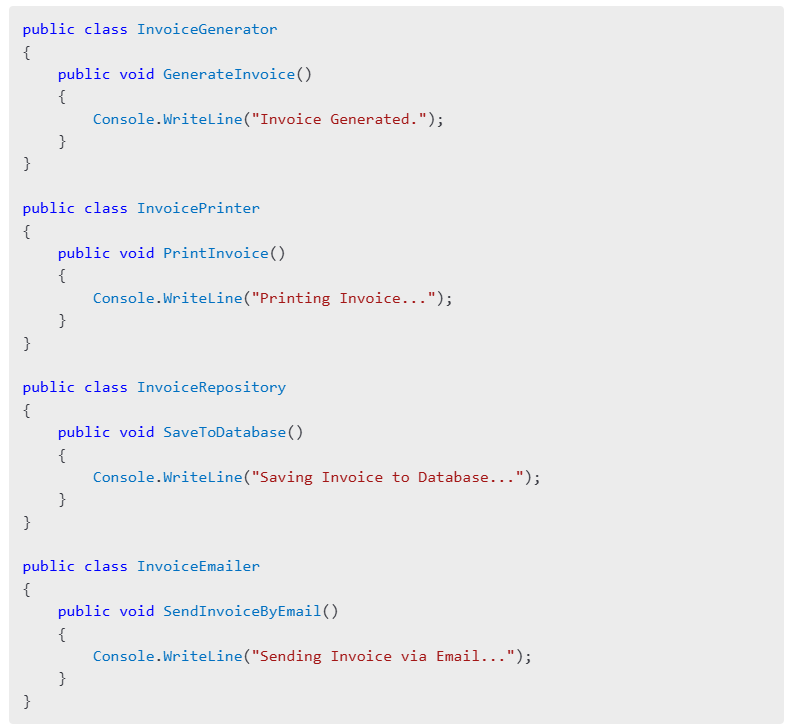 public class InvoiceGenerator
{
    public void GenerateInvoice()
    {
        Console.WriteLine("Invoice Generated.");
    }
}

public class InvoicePrinter
{
    public void PrintInvoice()
    {
        Console.WriteLine("Printing Invoice...");
    }
}

public class InvoiceRepository
{
    public void SaveToDatabase()
    {
        Console.WriteLine("Saving Invoice to Database...");
    }
}

public class InvoiceEmailer
{
    public void SendInvoiceByEmail()
    {
        Console.WriteLine("Sending Invoice via Email...");
    }
}